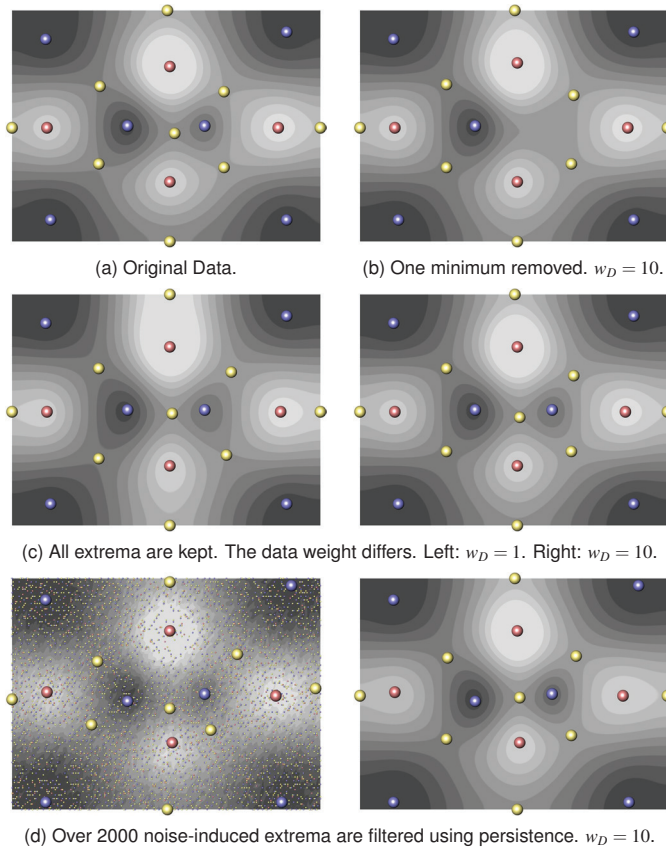 (a) Original Data.
(b) One minimum removed. w_D = 10.
(c) All extrema are kept. The data weight differs. Left: w_D = 1. Right: w_D = 10.
(d) Over 2000 noise-induced extrema are filtered using persistence. w_D = 10.